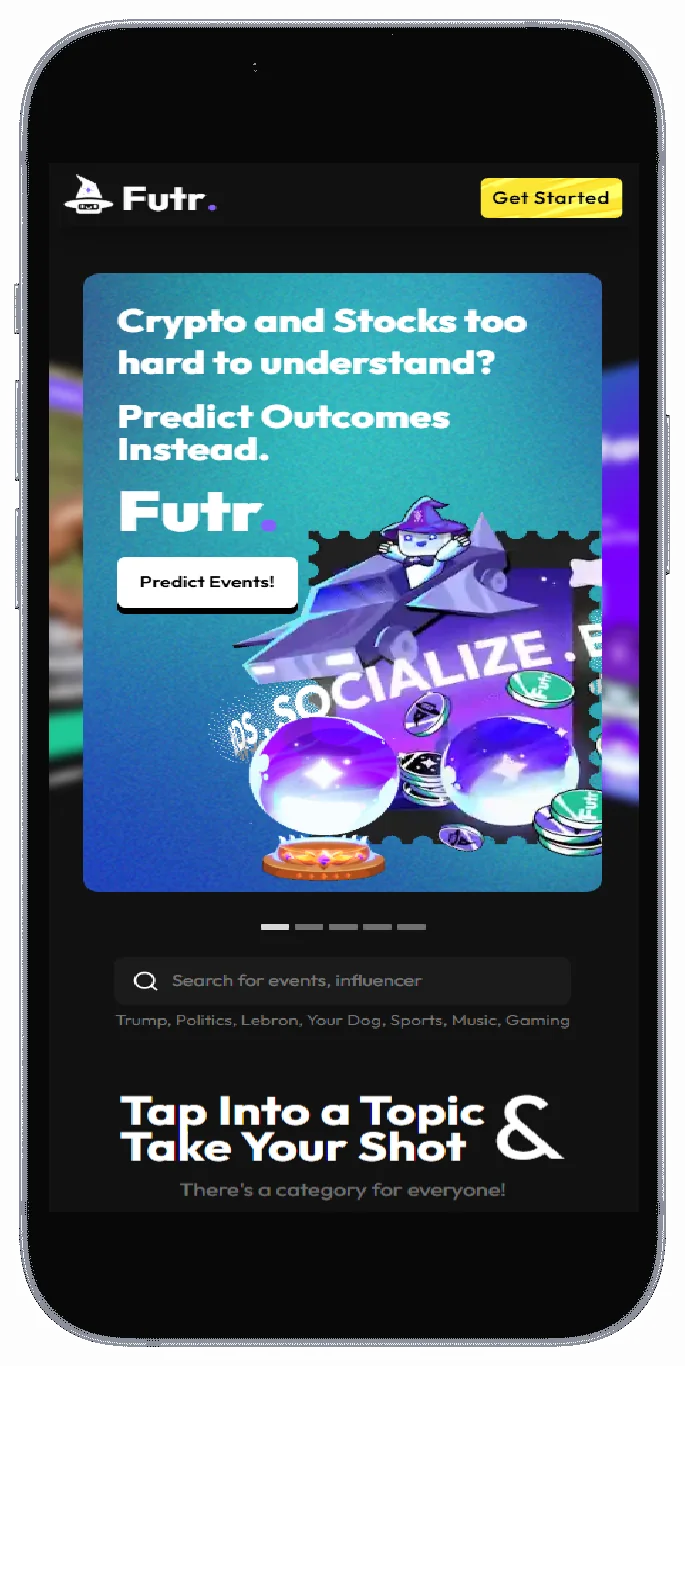 Futr.
Get Started
Crypto and Stocks too
hard to understand?
Predict Outcomes
Instead.
Futr.
Predict Events!
SOCIALIZE.
Futr
Futr
Search for events, influencer
Trump, Politics, Lebron, Your Dog, Sports, Music, Gaming
Tap Into a Topic &
Take Your Shot
There's a category for everyone!